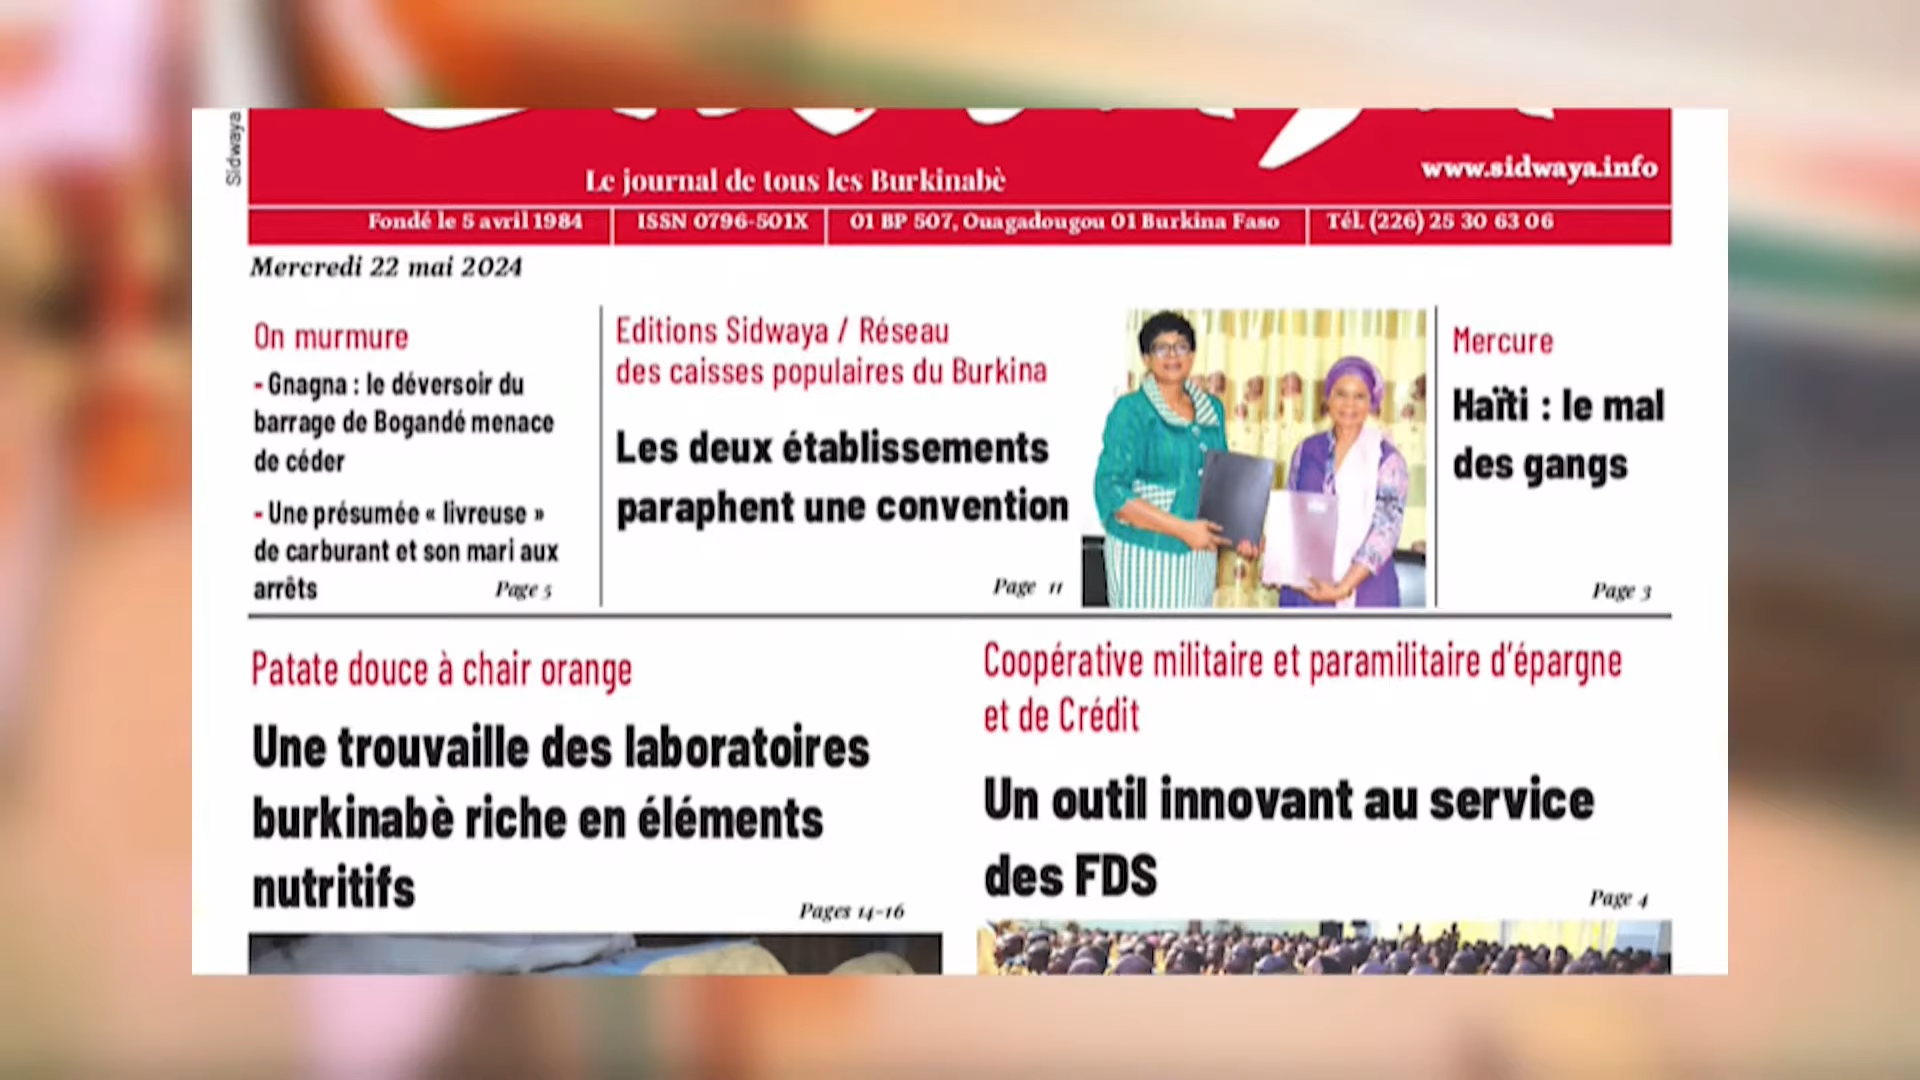 Sidwaya
Le journal de tous les Burkinabè
www.sidwaya.info
Fondé le 5 avril 1984
ISSN 0796-501X
01 BP 507, Ouagadougou 01 Burkina Faso
Tél. (226) 25 30 63 06
Mercredi 22 mai 2024
On murmure
- Gnagna : le déversoir du
barrage de Bogandé menace
de céder
- Une présumée « livreuse »
de carburant et son mari aux
arrêts
Page 5
Editions Sidwaya / Réseau
des caisses populaires du Burkina
Les deux établissements
paraphent une convention
Page 11
Mercure
Haïti : le mal
des gangs
Page 3
Patate douce à chair orange
Une trouvaille des laboratoires
burkinabè riche en éléments
nutritifs
Pages 14-16
Coopérative militaire et paramilitaire d'épargne
et de Crédit
Un outil innovant au service
des FDS
Page 4